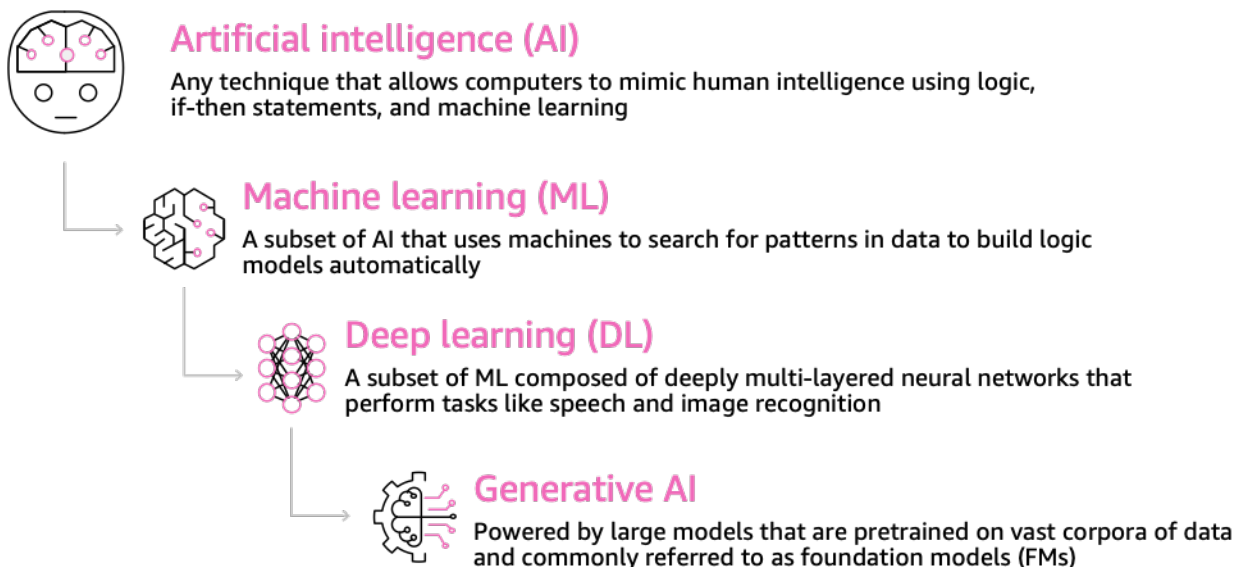 Artificial intelligence (AI)
Any technique that allows computers to mimic human intelligence using logic,
if-then statements, and machine learning
Machine learning (ML)
A subset of AI that uses machines to search for patterns in data to build logic
models automatically
Deep learning (DL)
A subset of ML composed of deeply multi-layered neural networks that
perform tasks like speech and image recognition
Generative AI
Powered by large models that are pretrained on vast corpora of data
and commonly referred to as foundation models (FMs)